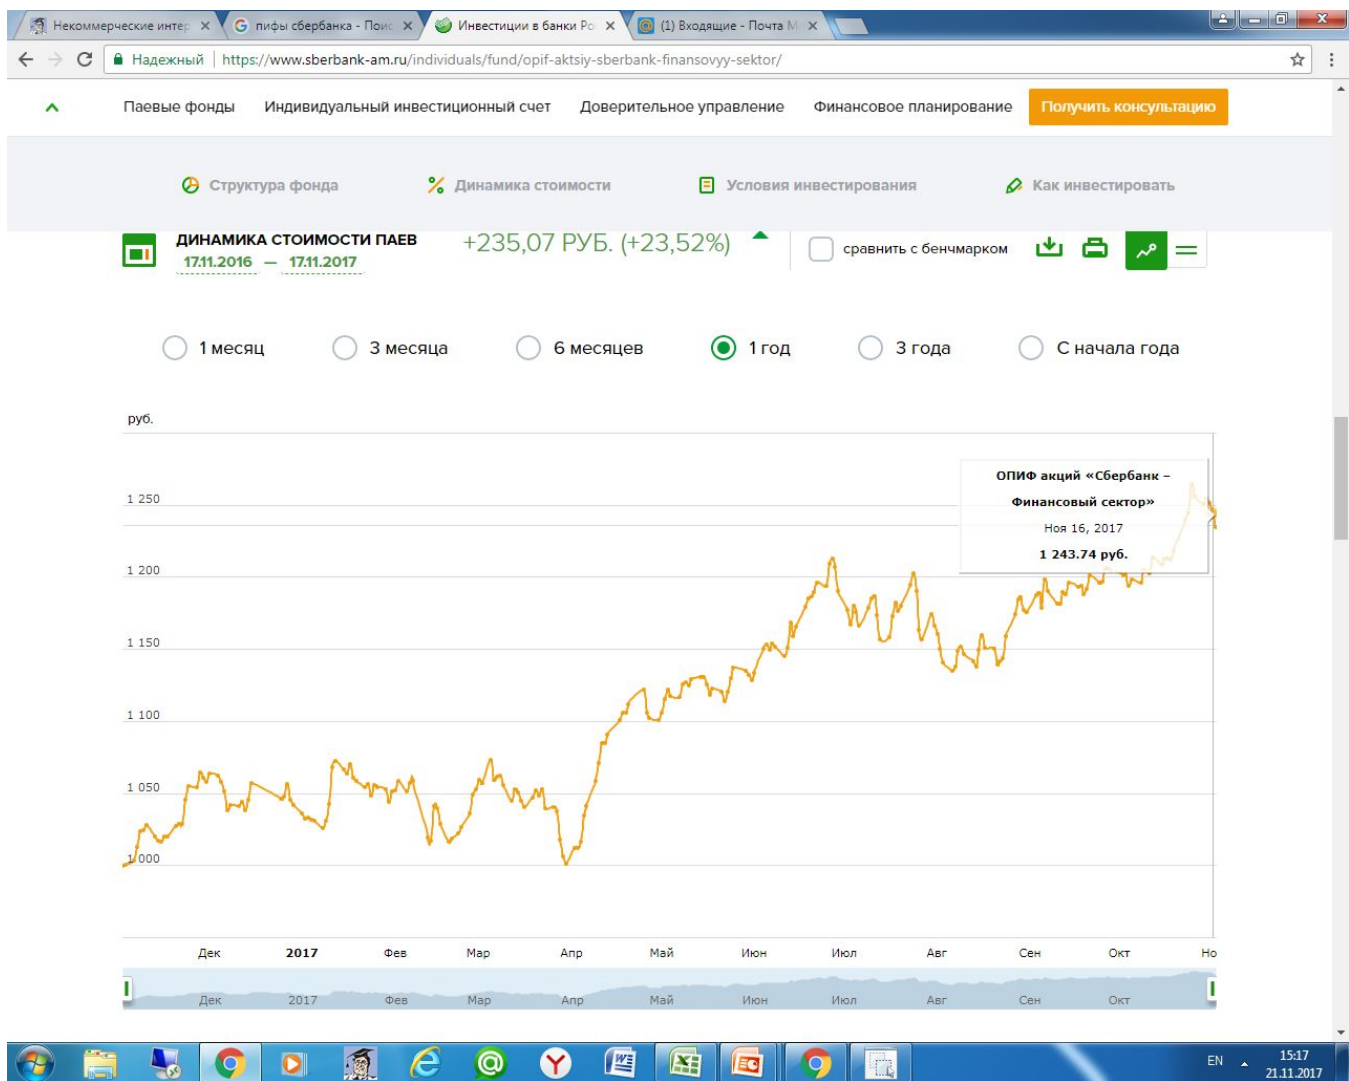 Некоммерческие интер
пифы сбербанка - Поис
Инвестиции в банки Ро
(1) Входящие - Почта M
Надежный | https://www.sberbank-am.ru/individuals/fund/opif-aktsiy-sberbank-finansovyy-sektor/
Паевые фонды Индивидуальный инвестиционный счет Доверительное управление Финансовое планирование Получить консультацию
Структура фонда Динамика стоимости Условия инвестирования Как инвестировать
ДИНАМИКА СТОИМОСТИ ПАЕВ +235,07 РУБ. (+23,52%) сравнить с бенчмарком
17.11.2016 — 17.11.2017
1 месяц 3 месяца 6 месяцев 1 год 3 года С начала года
руб.
ОПИФ акций «Сбербанк –
Финансовый сектор»
Ноя 16, 2017
1 243.74 руб.
1 250
1 200
1 150
1 100
1 050
1 000
Дек 2017 Фев Мар Апр Май Июн Июл Авг Сен Окт Но
Дек 2017 Фев Мар Апр Май Июн Июл Авг Сен Окт
EN 15:17
21.11.2017